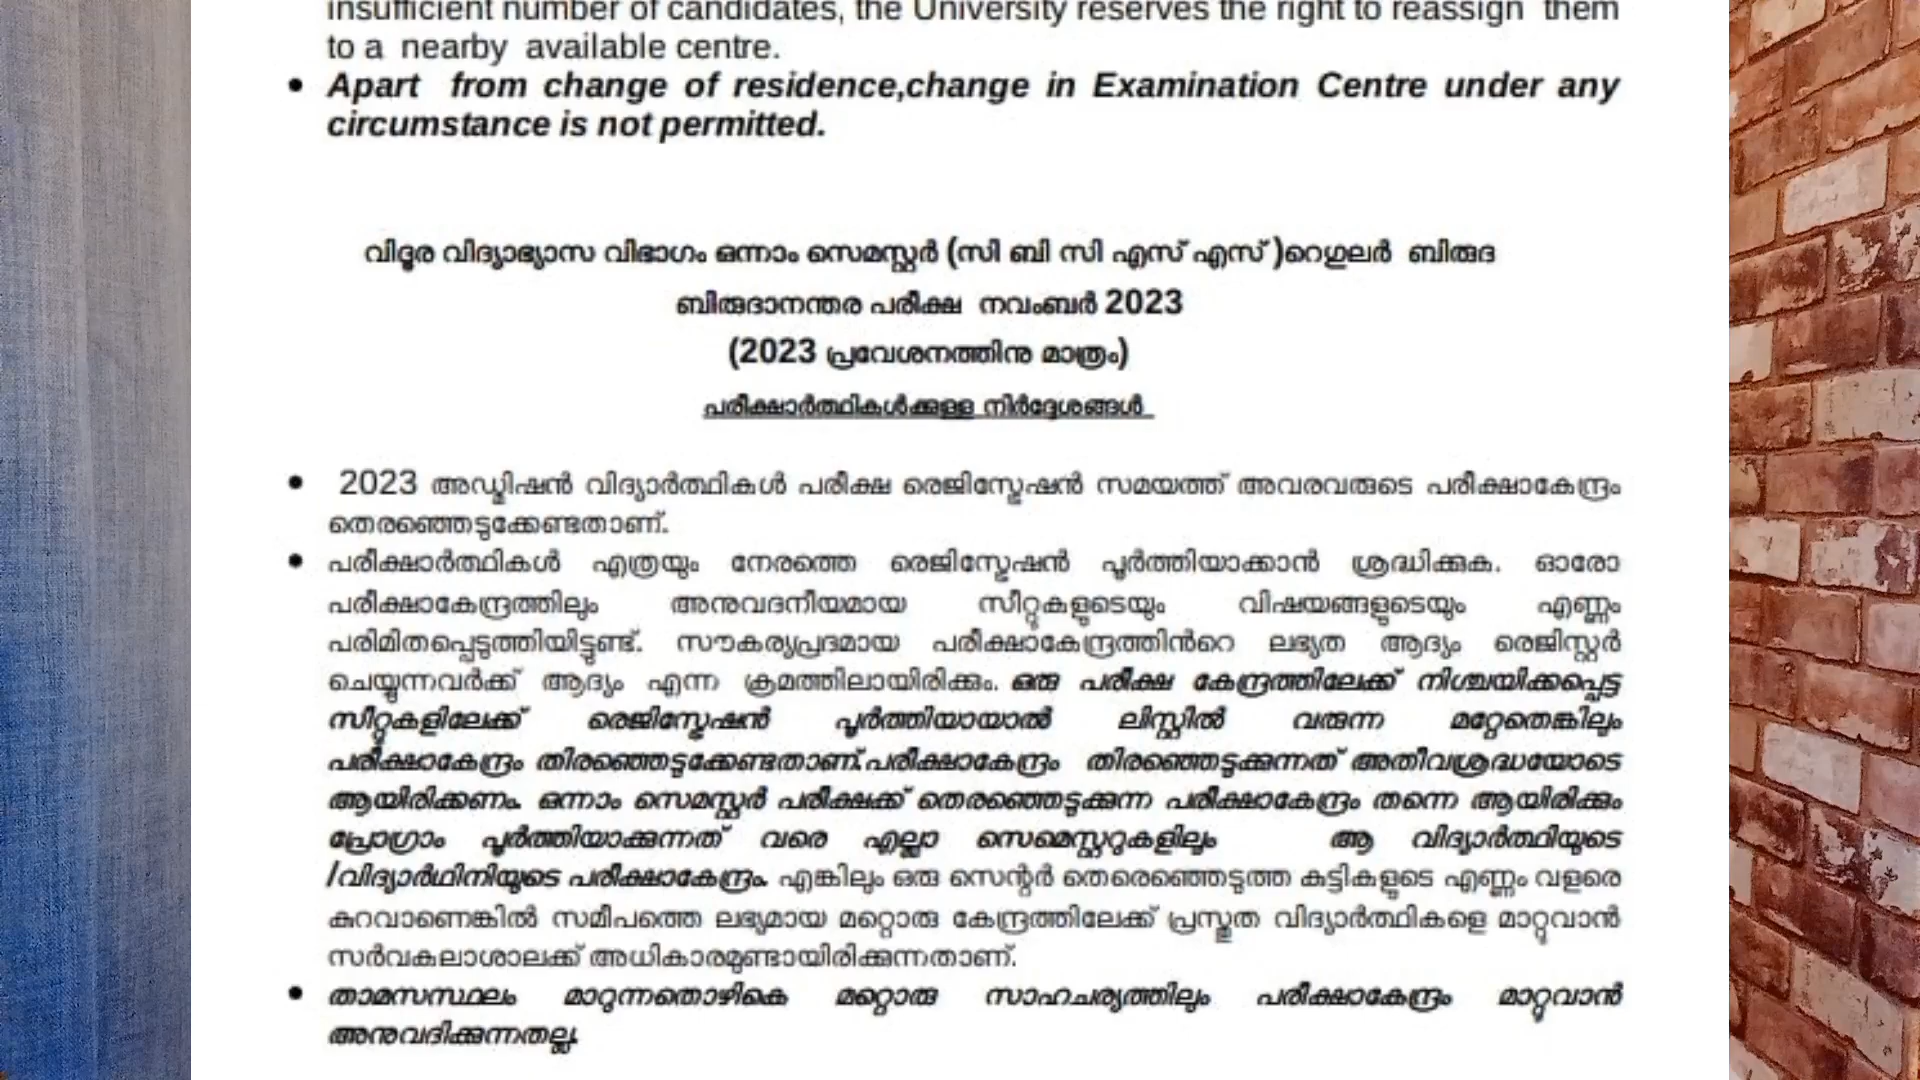 insufficient number of candidates, the University reserves the right to reassign them
to a nearby available centre.
• Apart from change of residence,change in Examination Centre under any
circumstance is not permitted.
വിദൂര വിദ്യാഭ്യാസ വിഭാഗം ഒന്നാം സെമസ്റ്റർ (സി ബി സി എസ് എസ് )റെഗുലർ ബിരുദ
ബിരുദാനന്തര പരീക്ഷ നവംബർ 2023
(2023 പ്രവേശനത്തിനു മാത്രം)
പരീക്ഷാർത്ഥികൾക്കുള്ള നിർദ്ദേശങ്ങൾ
• 2023 അഡ്മിഷൻ വിദ്യാർത്ഥികൾ പരീക്ഷ രെജിസ്ട്രേഷൻ സമയത്ത് അവരവരുടെ പരീക്ഷാകേന്ദ്രം
തെരഞ്ഞെടുക്കേണ്ടതാണ്.
• പരീക്ഷാർത്ഥികൾ എത്രയും നേരത്തെ രെജിസ്ട്രേഷൻ പൂർത്തിയാക്കാൻ ശ്രദ്ധിക്കുക. ഓരോ
പരീക്ഷാകേന്ദ്രത്തിലും അനുവദനീയമായ സീറ്റുകളുടെയും വിഷയങ്ങളുടെയും എണ്ണം
പരിമിതപ്പെടുത്തിയിട്ടുണ്ട്. സൗകര്യപ്രദമായ പരീക്ഷാകേന്ദ്രത്തിൻറെ ലഭ്യത ആദ്യം രെജിസ്റ്റർ
ചെയ്യുന്നവർക്ക് ആദ്യം എന്ന ക്രമത്തിലായിരിക്കും. ഒരു പരീക്ഷ കേന്ദ്രത്തിലേക്ക് നിശ്ചയിക്കപ്പെട്ട
സീറ്റുകളിലേക്ക് രെജിസ്ട്രേഷൻ പൂർത്തിയായാൽ ലിസ്റ്റിൽ വരുന്ന മറ്റേതെങ്കിലും
പരീക്ഷാകേന്ദ്രം തിരഞ്ഞെടുക്കേണ്ടതാണ്.പരീക്ഷാകേന്ദ്രം തിരഞ്ഞെടുക്കുന്നത് അതീവശ്രദ്ധയോടെ
ആയിരിക്കണം. ഒന്നാം സെമസ്റ്റർ പരീക്ഷക്ക് തെരഞ്ഞെടുക്കുന്ന പരീക്ഷാകേന്ദ്രം തന്നെ ആയിരിക്കും
പ്രോഗ്രാം പൂർത്തിയാക്കുന്നത് വരെ എല്ലാ സെമെസ്റ്ററുകളിലും ആ വിദ്യാർത്ഥിയുടെ
/വിദ്യാർഥിനിയുടെ പരീക്ഷാകേന്ദ്രം. എങ്കിലും ഒരു സെന്റർ തെരെഞ്ഞെടുത്ത കുട്ടികളുടെ എണ്ണം വളരെ
കുറവാണെങ്കിൽ സമീപത്തെ ലഭ്യമായ മറ്റൊരു കേന്ദ്രത്തിലേക്ക് പ്രസ്തുത വിദ്യാർത്ഥികളെ മാറ്റുവാൻ
സർവകലാശാലക്ക് അധികാരമുണ്ടായിരിക്കുന്നതാണ്.
• താമസസ്ഥലം മാറുന്നതൊഴികെ മറ്റൊരു സാഹചര്യത്തിലും പരീക്ഷാകേന്ദ്രം മാറ്റുവാൻ
അനുവദിക്കുന്നതല്ല.